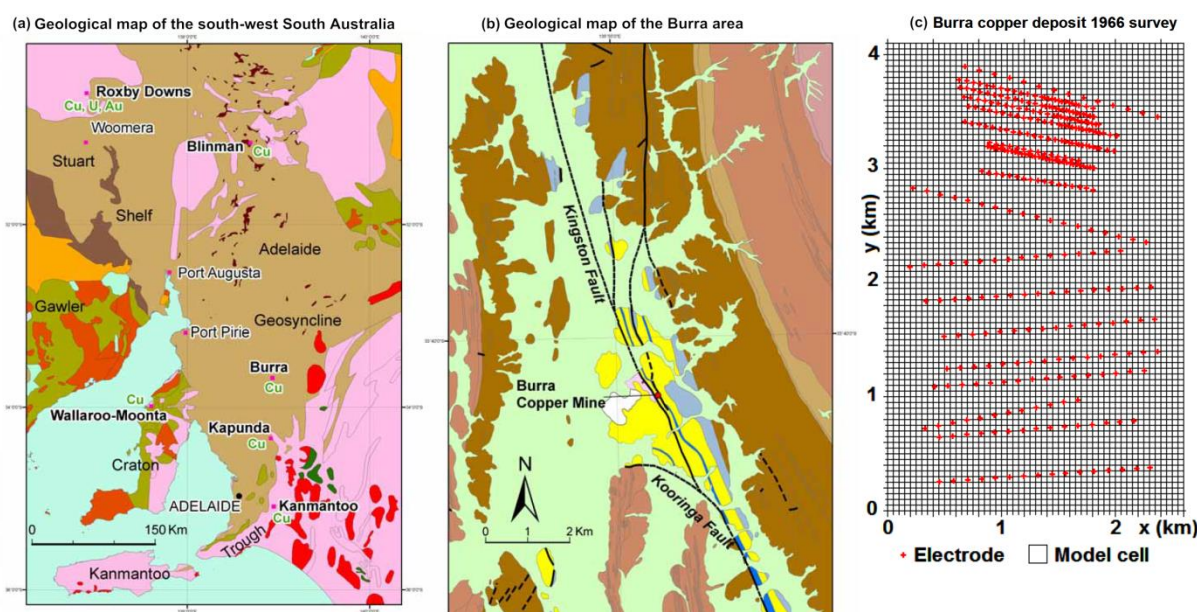 (a) Geological map of the south-west South Australia
Roxby Downs
Cu, U, Au
Woomera
Stuart
Shelf
Blinman
Cu
Adelaide
Port Augusta
Gawler
Geosyncline
Port Pirie
Burra
Cu
Cu
Wallaroo-Moonta
Kapunda
Cu
Craton
ADELAIDE
Kanmantoo
Cu
0
150 Km
Trough
Kanmantoo
(b) Geological map of the Burra area
Kingston Fault
Burra
Copper Mine
N
Kooringa Fault
0 1 2 Km
(c) Burra copper deposit 1966 survey
4
3
y (km)
2
1
0
0 1 2 x (km)
Electrode Model cell